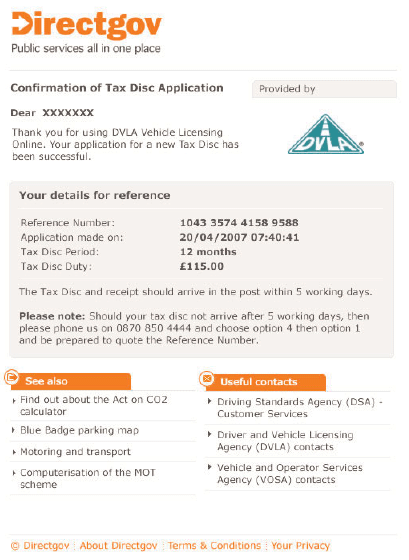 Directgov
Public services all in one place
Confirmation of Tax Disc Application
Provided by
Dear XXXXXXX
Thank you for using DVLA Vehicle Licensing
Online. Your application for a new Tax Disc has
been successful.
DVLA
Your details for reference
Reference Number: 1043 3574 4158 9588
Application made on: 20/04/2007 07:40:41
Tax Disc Period: 12 months
Tax Disc Duty: £115.00
The Tax Disc and receipt should arrive in the post within 5 working days.
Please note: Should your tax disc not arrive after 5 working days, then
please phone us on 0870 850 4444 and choose option 4 then option 1
and be prepared to quote the Reference Number.
See also
Find out about the Act on CO2
calculator
Blue Badge parking map
Motoring and transport
Computerisation of the MOT
scheme
Useful contacts
Driving Standards Agency (DSA) -
Customer Services
Driver and Vehicle Licensing
Agency (DVLA) contacts
Vehicle and Operator Services
Agency (VOSA) contacts
© Directgov | About Directgov | Terms & Conditions | Your Privacy